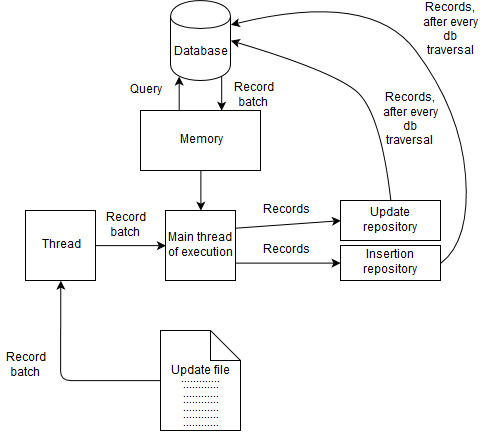 Records,
after every
db
traversal
Database
Query
Record
batch
Records,
after every
db
traversal
Memory
Records
Update
repository
Record
batch
Thread
Main thread
of execution
Records
Insertion
repository
Record
batch
Update file
.............
.............
.............
.............
.............
.............